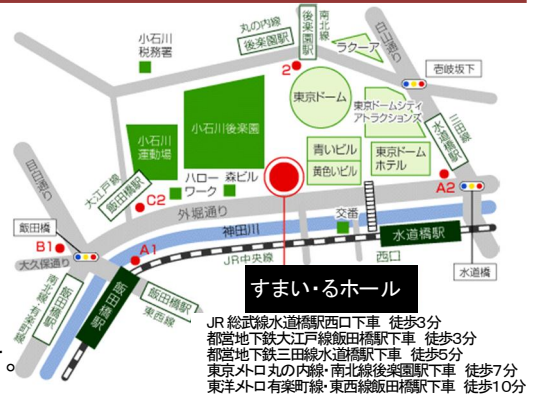 丸の内線
後楽園駅
後楽園駅
南北線
白山通り
小石川
税務署
ラクーア
2
壱岐坂下
東京ドーム
東京ドームシティ
アトラクションズ
三田線
水道橋駅
小石川後楽園
小石川
運動場
青いビル
黄色いビル
東京ドーム
ホテル
目白通り
大江戸線
飯田橋駅
ハロー
ワーク
森ビル
A2
C2
外堀通り
交番
飯田橋
神田川
水道橋駅
B1
A1
大久保通り
JR中央線
西口
水道橋
飯田橋駅
南北線・有楽町線
飯田橋駅
飯田橋駅
東西線
すまい・るホール
JR総武線水道橋駅西口下車 徒歩3分
都営地下鉄大江戸線飯田橋駅下車 徒歩3分
都営地下鉄三田線水道橋駅下車 徒歩5分
東京メトロ丸の内線・南北線後楽園駅下車 徒歩7分
東洋メトロ有楽町線・東西線飯田橋駅下車 徒歩10分
。